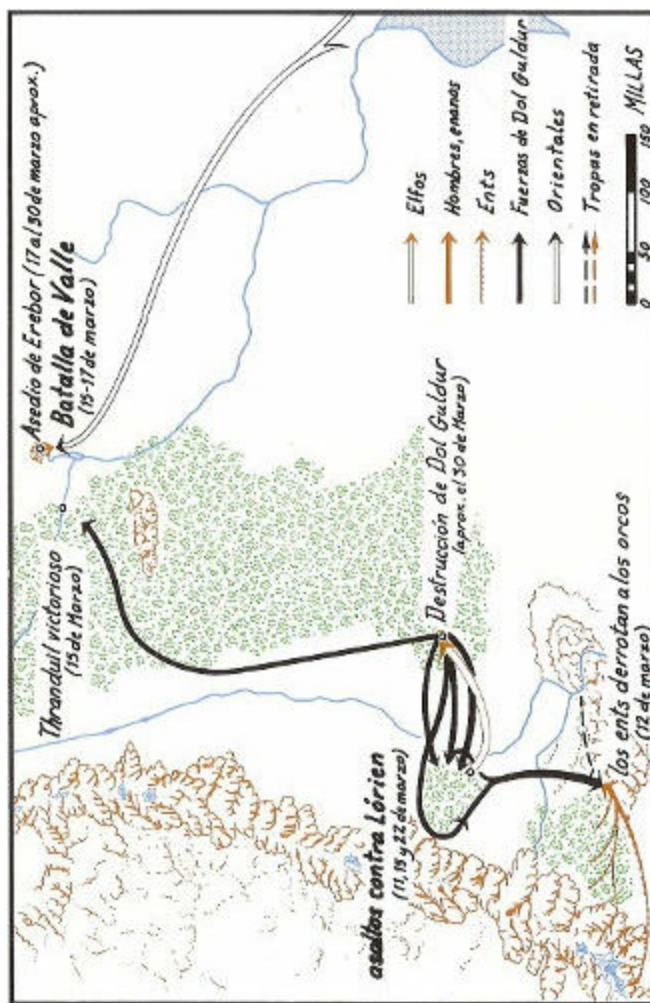 Asedio de Erebor (17 al 30 de marzo aprox.)
Batalla de Valle
(15-17 de marzo)
Thranduil victorioso
(15 de Marzo)
Destrucción de Dol Guldur
(aprox. el 30 de Marzo)
asaltos contra Lórien
(11, 15 y 22 de marzo)
los ents derrotan a los orcos
(12 de marzo)
Elfos
Hombres, enanos
Ents
Fuerzas de Dol Guldur
Orientales
Tropas en retirada
0 50 100 150
MILLAS